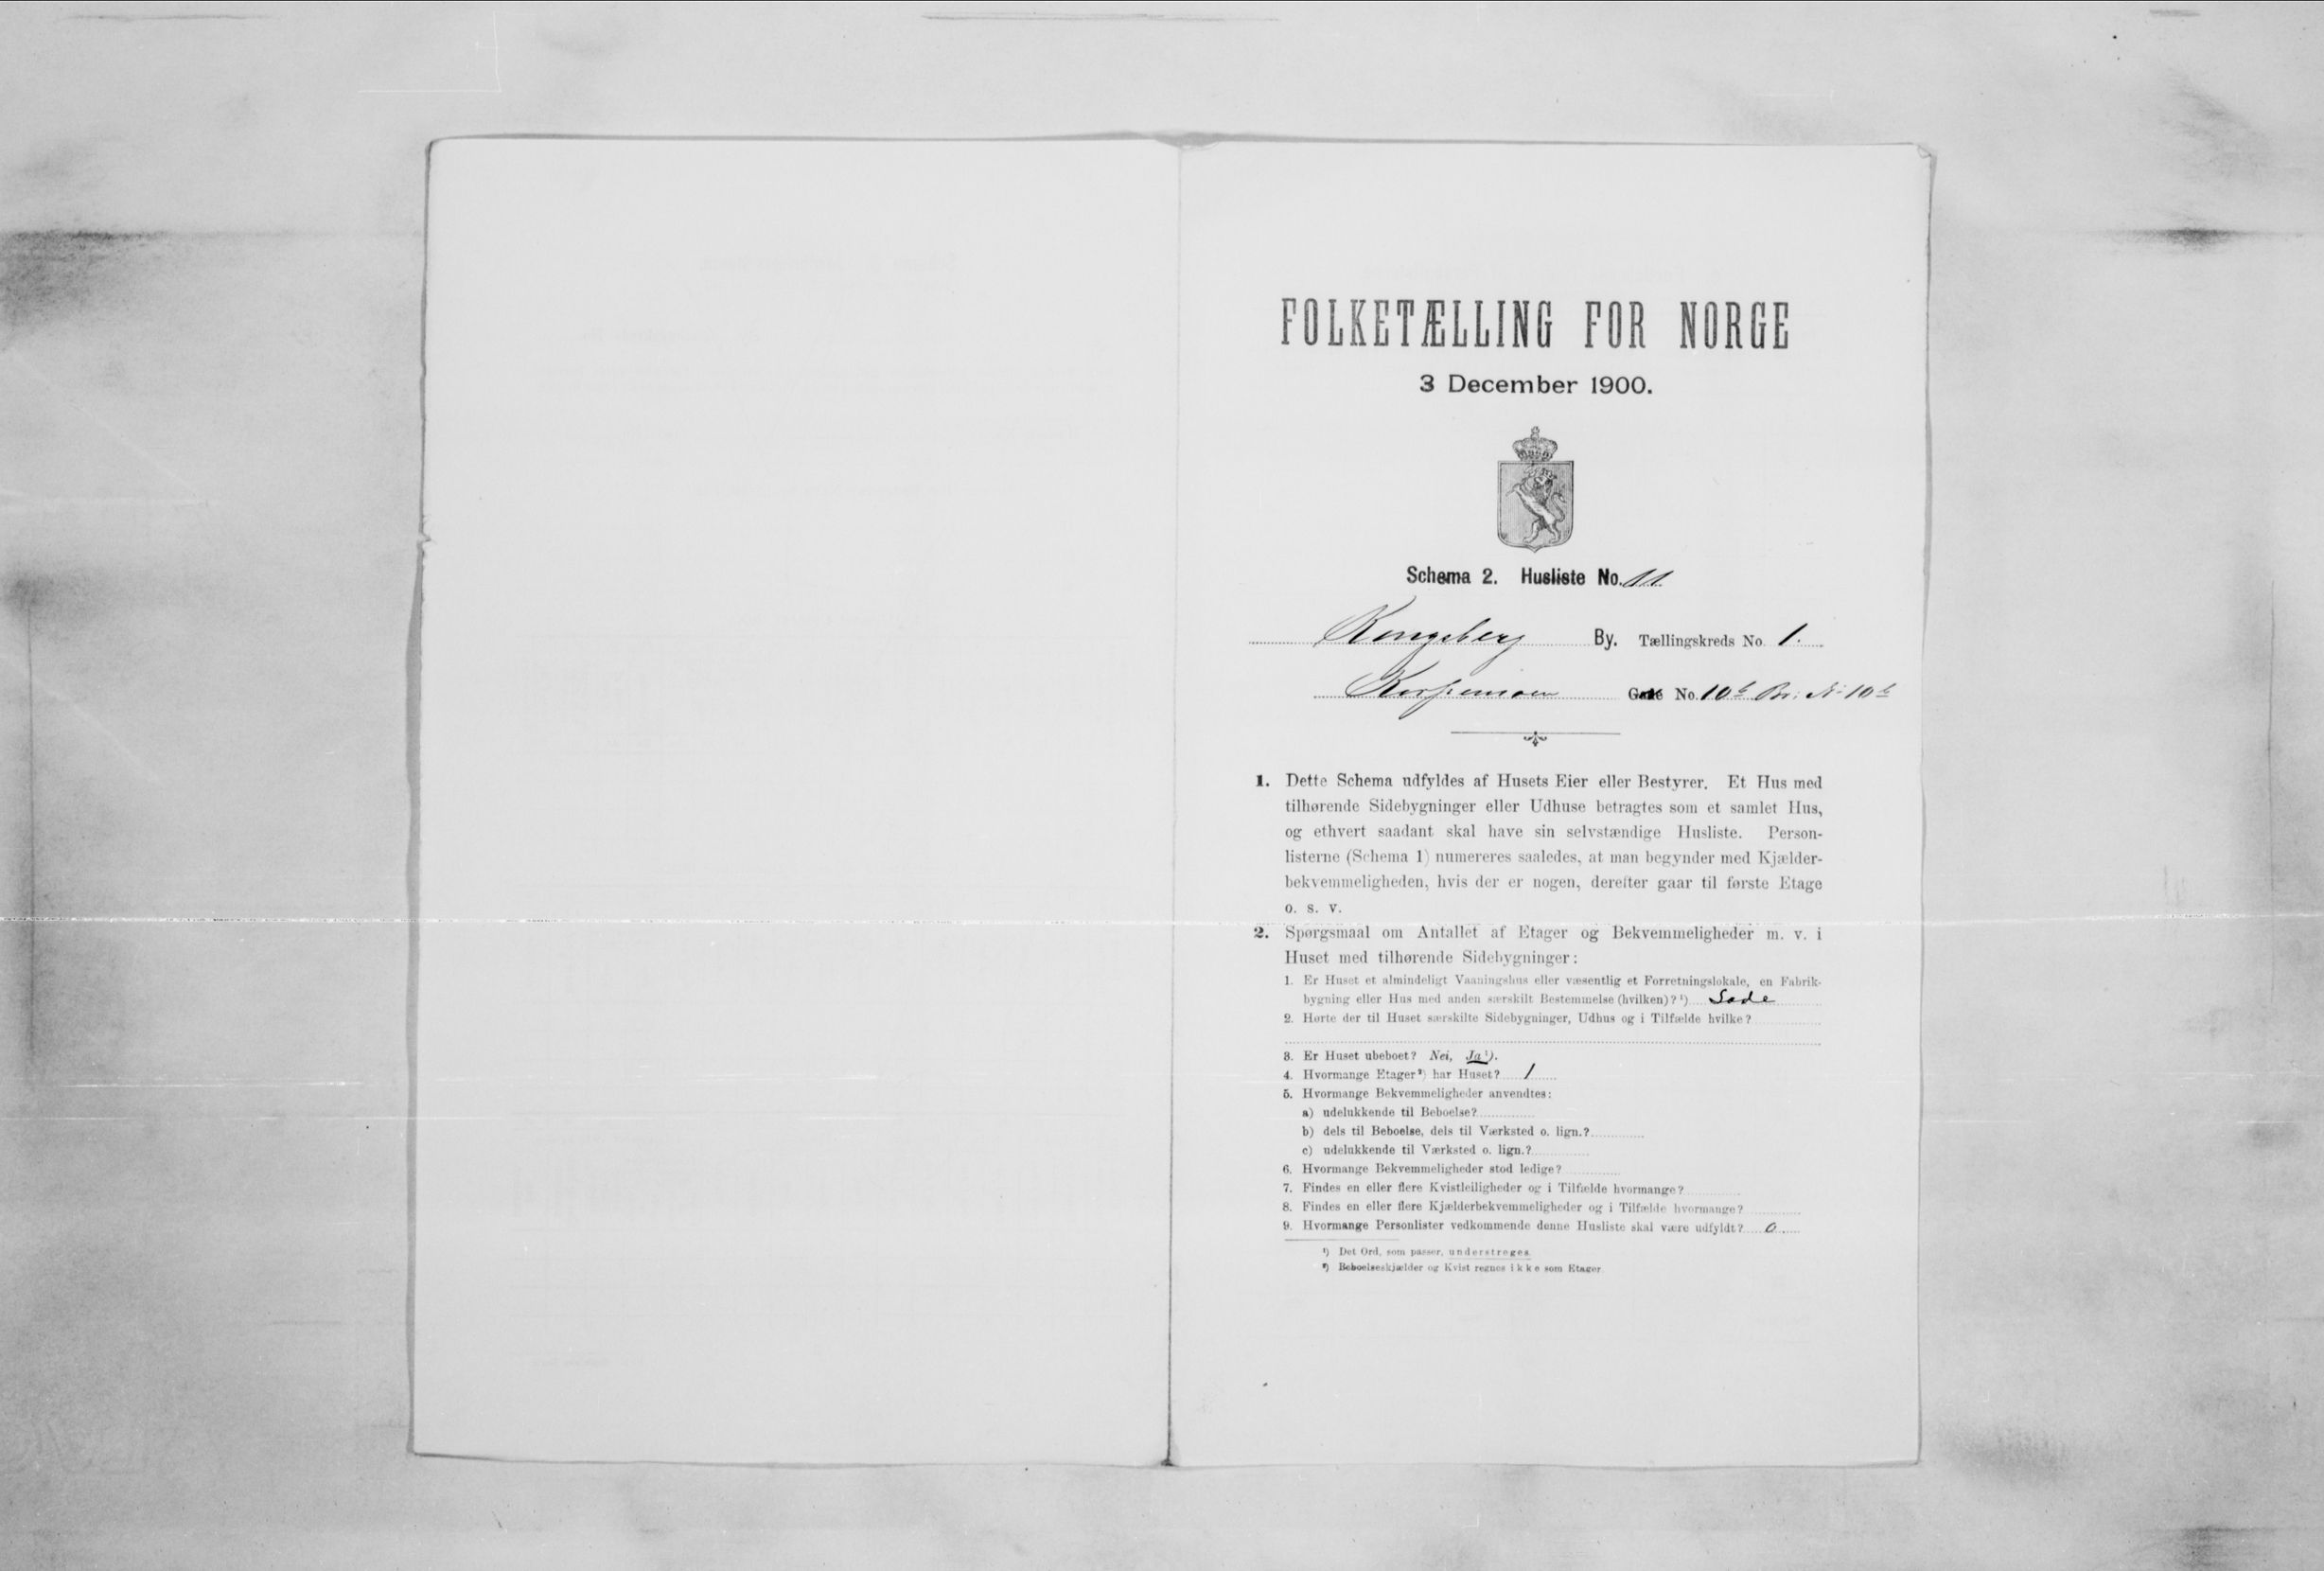 FOLKETÆLLING FOR NORGE
3 December 1900.
Schema 2. Husliste No. 11
Kongsberg By. Tællingskreds No. 1.
Gade No. 10b Br. N: 10b
1. Dette Schema udfyldes af Husets Eier eller Bestyrer. Et Hus med
tilhørende Sidebygninger eller Udhuse betragtes som et samlet Hus,
og ethvert saadant skal have sin selvstændige Husliste. Person-
listerne (Schema 1) numereres saaledes, at man begynder med Kjælder-
bekvemmeligheden, hvis der er nogen, derefter gaar til første Etage
o. s. v.
2. Spørgsmaal om Antallet af Etager og Bekvemmeligheder m. v. i
Huset med tilhørende Sidebygninger:
1. Er Huset et almindeligt Vaaningshus eller væsentlig et Forretningslokale, en Fabrik-
bygning eller Hus med anden særskilt Bestemmelse (hvilken)? ¹) Lade
2. Hørte der til Huset særskilte Sidebygninger, Udhus og i Tilfælde hvilke?
3. Er Huset ubeboet? Nei, Ja ¹).
4. Hvormange Etager ²) har Huset? 1
5. Hvormange Bekvemmeligheder anvendtes:
a) udelukkende til Beboelse?
b) dels til Beboelse, dels til Værksted o. lign.?
c) udelukkende til Værksted o. lign.?
6. Hvormange Bekvemmeligheder stod ledige?
7. Findes en eller flere Kvistleiligheder og i Tilfælde hvormange?
8. Findes en eller flere Kjælderbekvemmeligheder og i Tilfælde hvormange?
9. Hvormange Personlister vedkommende denne Husliste skal være udfyldt? 0
¹) Det Ord, som passer, understreges.
²) Beboelseskjælder og Kvist regnes ikke som Etager.